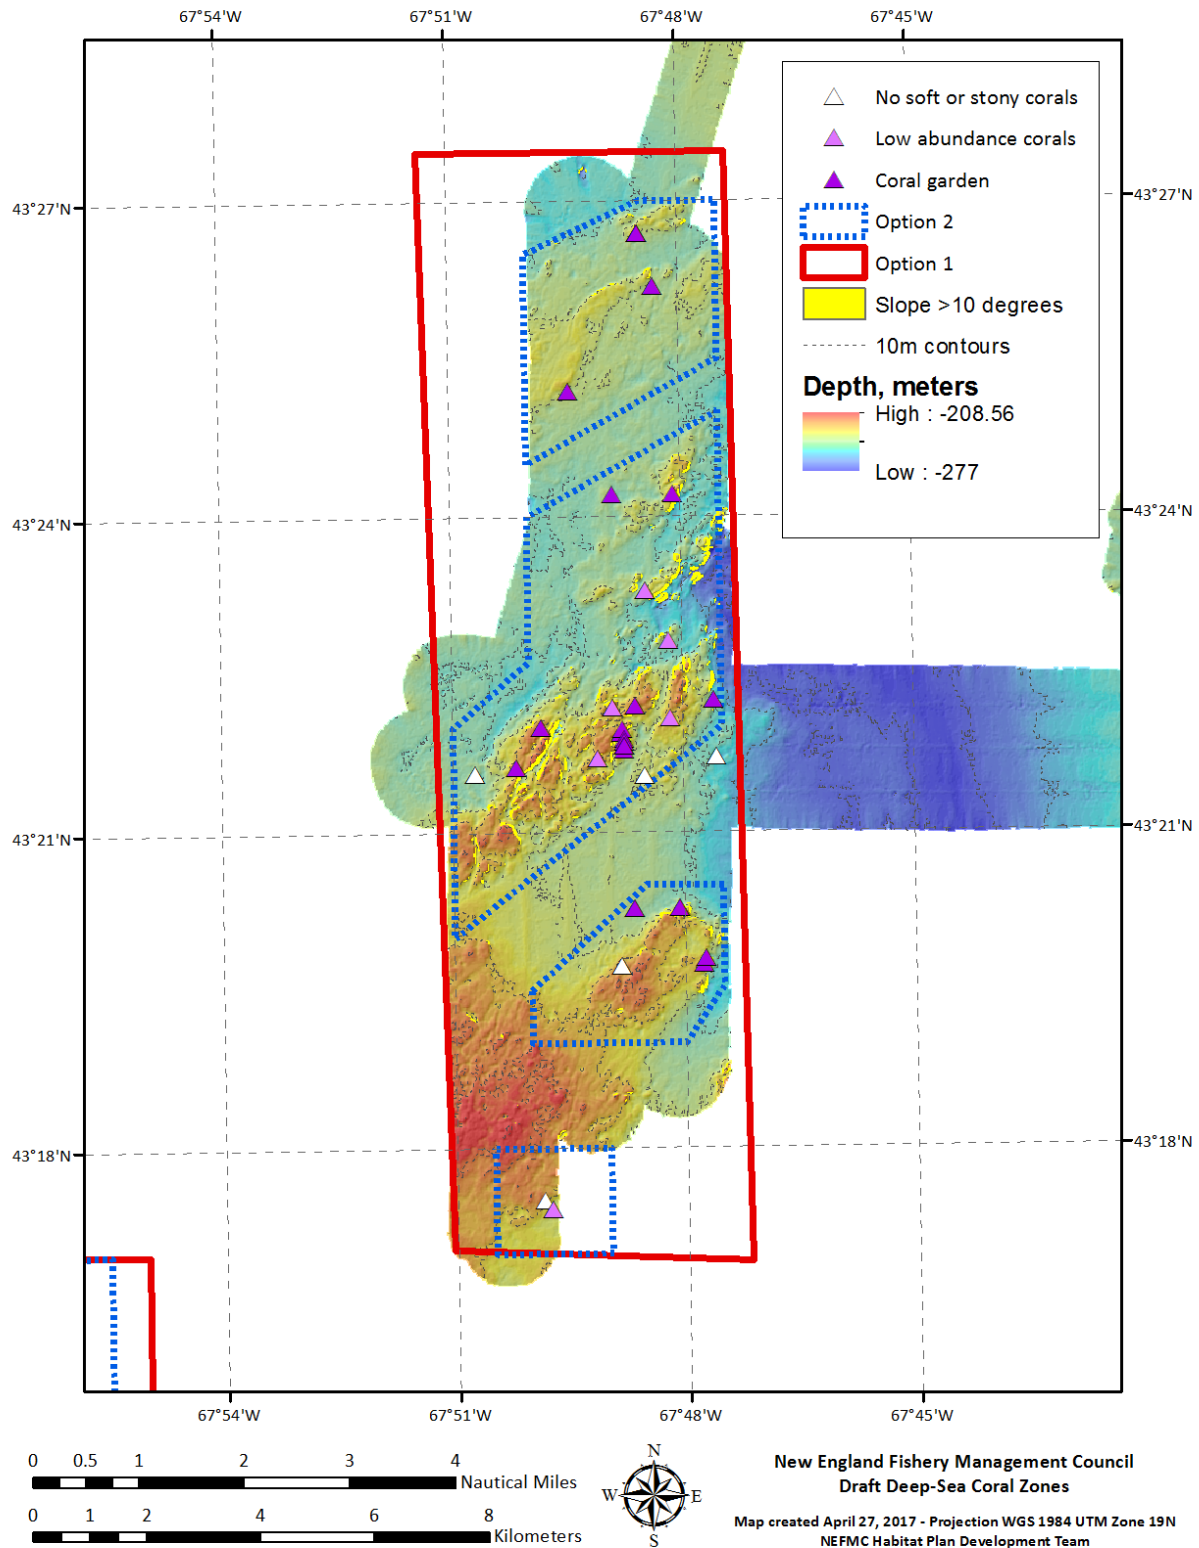 67°54'W 67°51'W 67°48'W 67°45'W
No soft or stony corals
Low abundance corals
Coral garden
Option 2
Option 1
Slope >10 degrees
10m contours
Depth, meters
High : -208.56
Low : -277
43°27'N 43°27'N
43°24'N 43°24'N
43°21'N 43°21'N
43°18'N 43°18'N
67°54'W 67°51'W 67°48'W 67°45'W
0 0.5 1 2 3 4
Nautical Miles
0 1 2 4 6 8
Kilometers
N
W E
S
New England Fishery Management Council
Draft Deep-Sea Coral Zones
Map created April 27, 2017 - Projection WGS 1984 UTM Zone 19N
NEFMC Habitat Plan Development Team